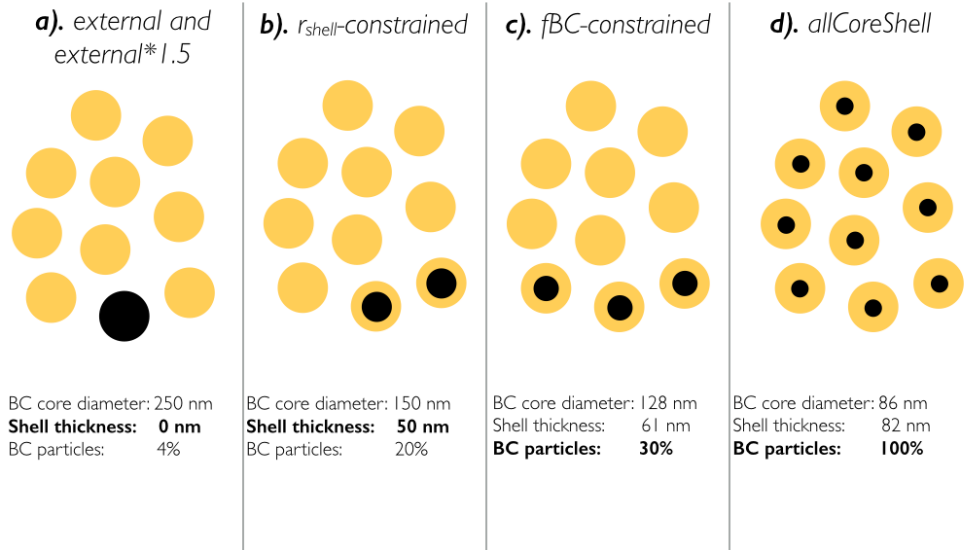 a). external and
external*1.5
BC core diameter: 250 nm
Shell thickness: 0 nm
BC particles: 4%
b). rshell-constrained
BC core diameter: 150 nm
Shell thickness: 50 nm
BC particles: 20%
c). fBC-constrained
BC core diameter: 128 nm
Shell thickness: 61 nm
BC particles: 30%
d). allCoreShell
BC core diameter: 86 nm
Shell thickness: 82 nm
BC particles: 100%